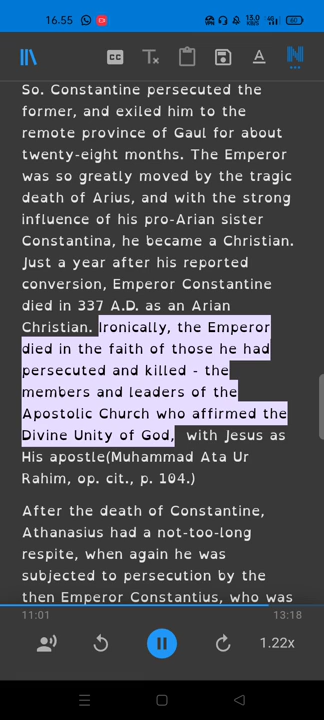 16.55
13.0 KB/S
4G
60
CC
A
N
So. Constantine persecuted the
former, and exiled him to the
remote province of Gaul for about
twenty-eight months. The Emperor
was so greatly moved by the tragic
death of Arius, and with the strong
influence of his pro-Arian sister
Constantina, he became a Christian.
Just a year after his reported
conversion, Emperor Constantine
died in 337 A.D. as an Arian
Christian. Ironically, the Emperor
died in the faith of those he had
persecuted and killed - the
members and leaders of the
Apostolic Church who affirmed the
Divine Unity of God, with Jesus as
His apostle(Muhammad Ata Ur
Rahim, op. cit., p. 104.)
After the death of Constantine,
Athanasius had a not-too-long
respite, when again he was
subjected to persecution by the
then Emperor Constantius, who was
11:01
13:18
1.22x